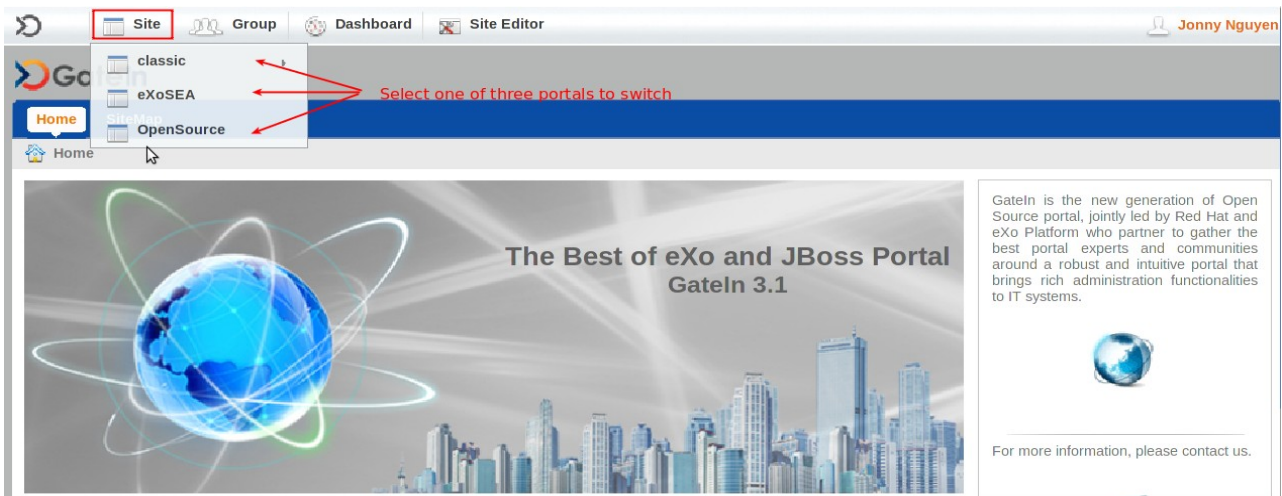 Site Group Dashboard Site Editor Jonny Nguyen
classic
eXoSEA
OpenSource
Select one of three portals to switch
GateIn
Home SiteMap
Home
The Best of eXo and JBoss Portal
GateIn 3.1
GateIn is the new generation of Open
Source portal, jointly led by Red Hat and
eXo Platform who partner to gather the
best portal experts and communities
around a robust and intuitive portal that
brings rich administration functionalities
to IT systems.
For more information, please contact us.